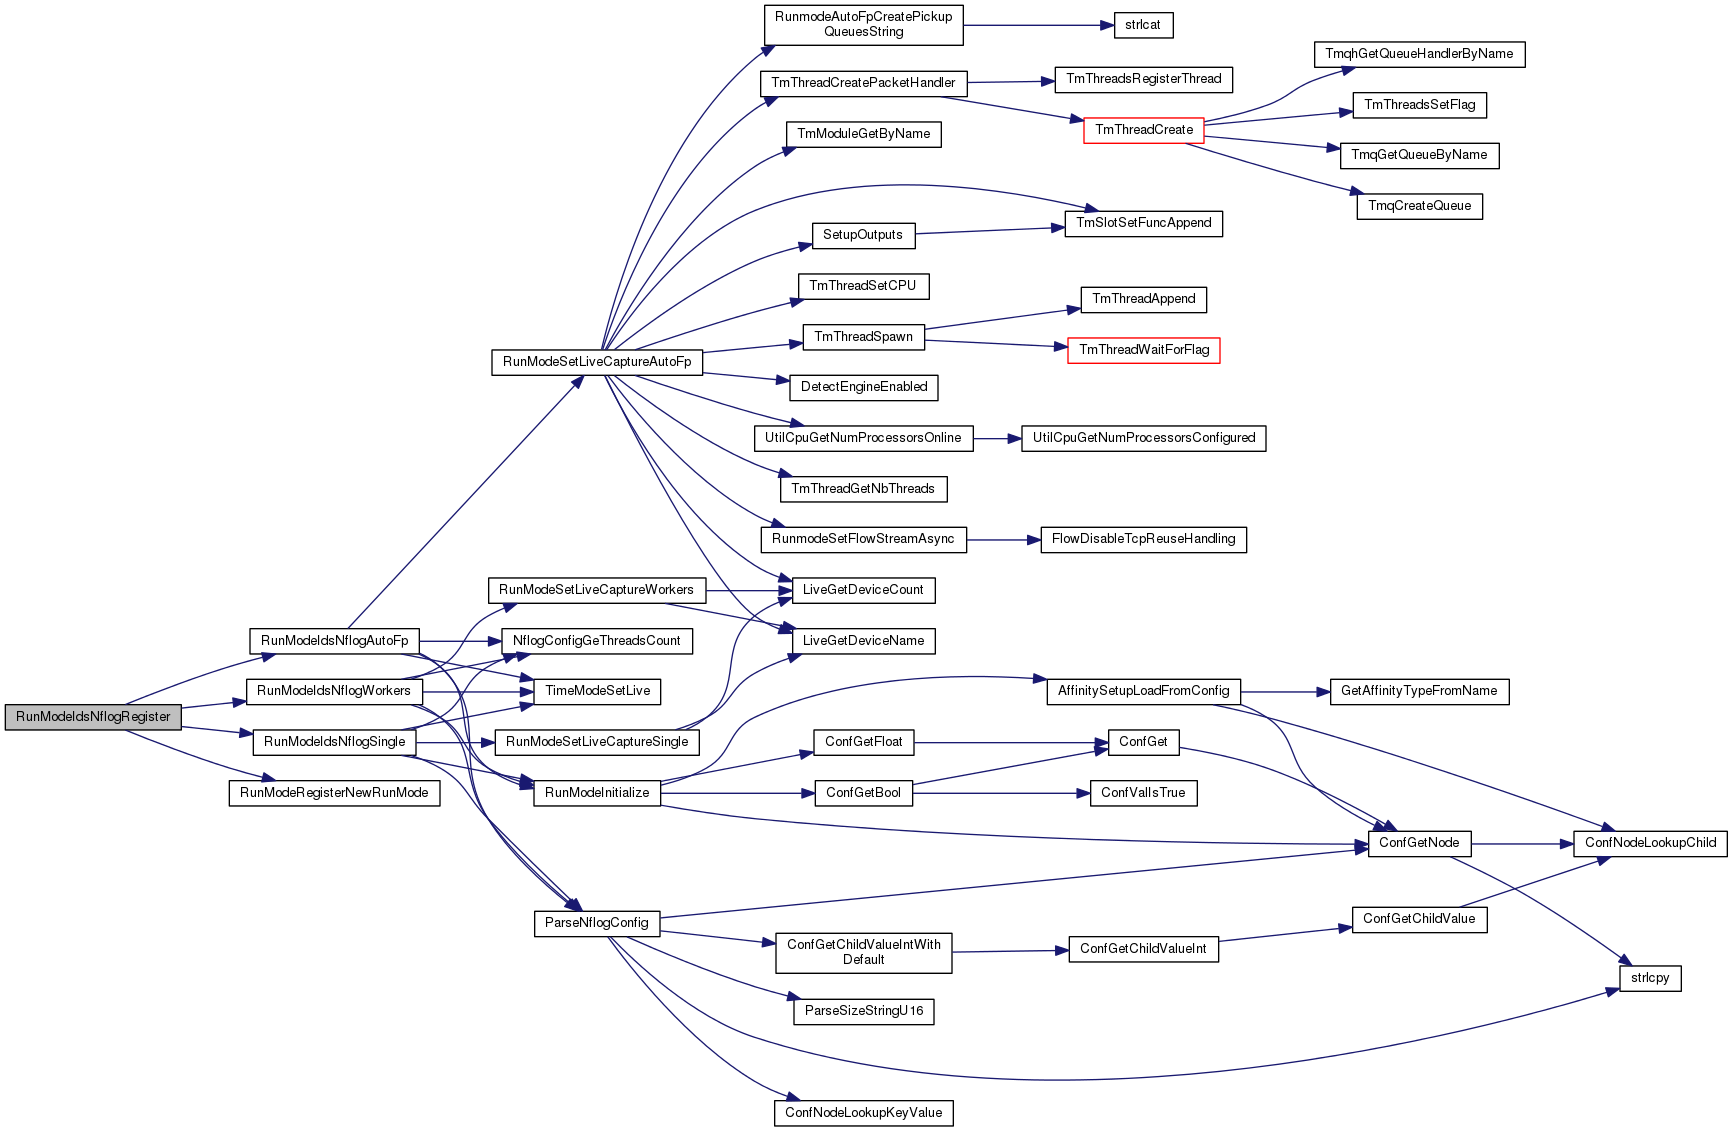 RunmodeAutoFpCreatePickup
QueuesString
strlcat
TmqhGetQueueHandlerByName
TmThreadCreatePacketHandler
TmThreadsRegisterThread
TmThreadsSetFlag
TmModuleGetByName
TmThreadCreate
TmqGetQueueByName
TmqCreateQueue
TmSlotSetFuncAppend
SetupOutputs
TmThreadSetCPU
TmThreadAppend
TmThreadSpawn
TmThreadWaitForFlag
RunModeSetLiveCaptureAutoFp
DetectEngineEnabled
UtilCpuGetNumProcessorsOnline
UtilCpuGetNumProcessorsConfigured
TmThreadGetNbThreads
RunmodeSetFlowStreamAsync
FlowDisableTcpReuseHandling
RunModeSetLiveCaptureWorkers
LiveGetDeviceCount
RunModeIdsNflogAutoFp
NflogConfigGeThreadsCount
LiveGetDeviceName
RunModeIdsNflogWorkers
TimeModeSetLive
AffinitySetupLoadFromConfig
GetAffinityTypeFromName
RunModeIdsNflogRegister
RunModeIdsNflogSingle
RunModeSetLiveCaptureSingle
ConfGetFloat
ConfGet
RunModeRegisterNewRunMode
RunModeInitialize
ConfGetBool
ConfValIsTrue
ConfGetNode
ConfNodeLookupChild
ParseNflogConfig
ConfGetChildValueIntWith
Default
ConfGetChildValueInt
ConfGetChildValue
strlcpy
ParseSizeStringU16
ConfNodeLookupKeyValue